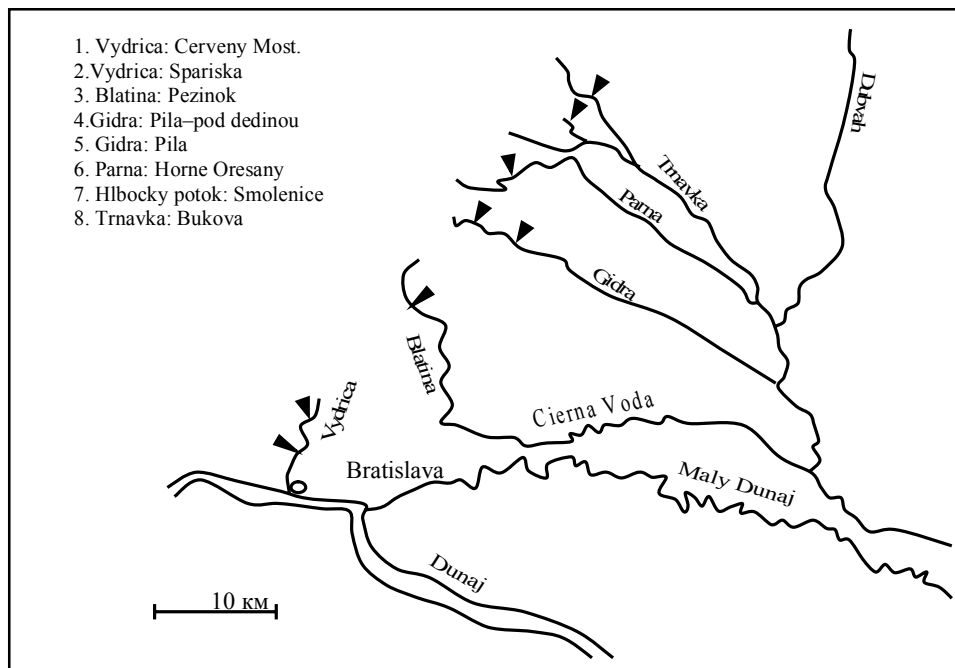 1. Vydrica: Cerveny Most.
2.Vydrica: Spariska
3. Blatina: Pezinok
4.Gidra: Pila–pod dedinou
5. Gidra: Pila
6. Parna: Horne Oresany
7. Hlbocky potok: Smolenice
8. Trnavka: Bukova
Dubvah
Trnavka
Parna
Gidra
Blatina
Vydrica
Cierna Voda
Bratislava
Maly Dunaj
Dunaj
10 км